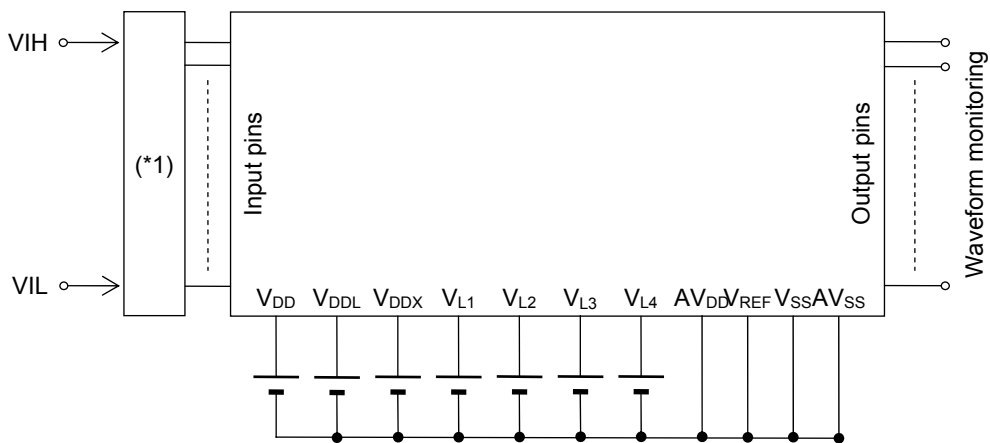 VIH
VIL
(*1)
Input pins
Output pins
Waveform monitoring
VDD VDDL VDDX VL1 VL2 VL3 VL4 AVDD VREF VSS AVSS